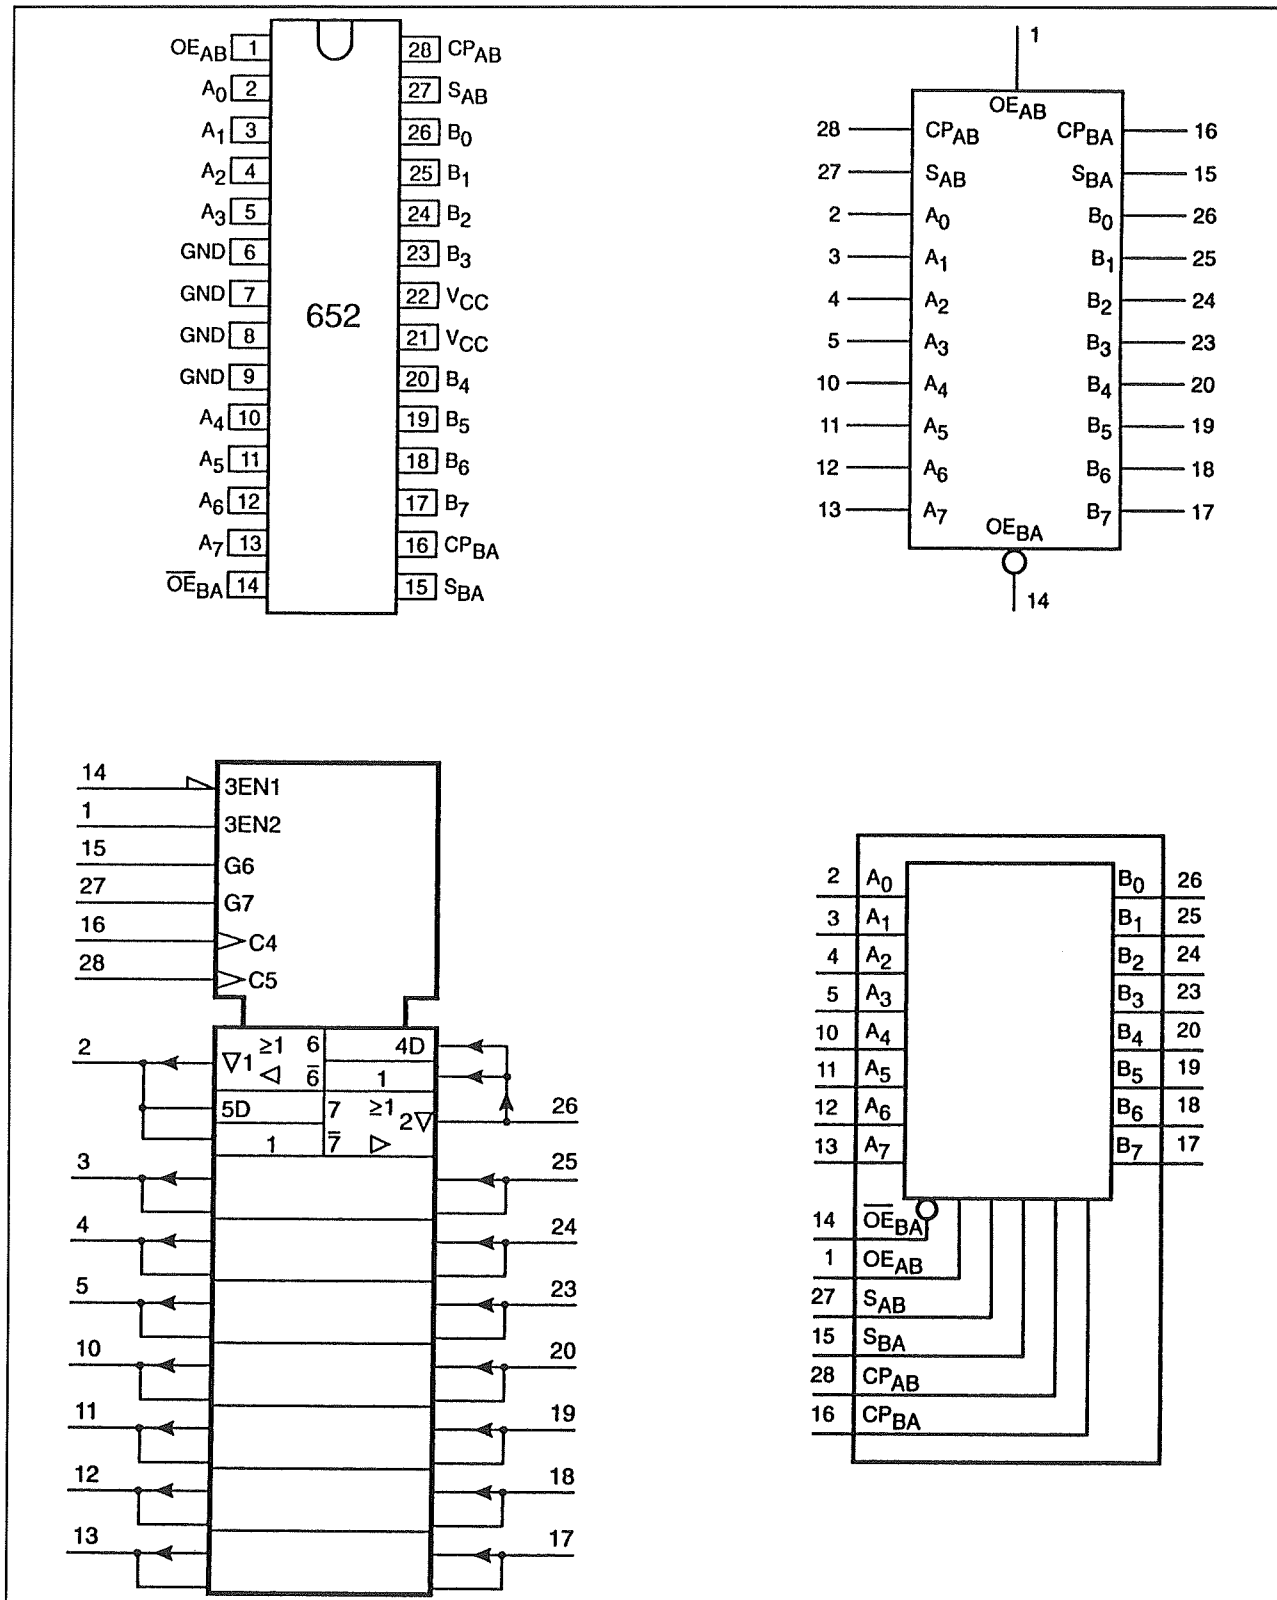 OE_AB 1 28 CP_AB
A_0 2 27 S_AB
A_1 3 26 B_0
A_2 4 25 B_1
A_3 5 24 B_2
GND 6 23 B_3
GND 7 22 V_CC
GND 8 21 V_CC
652
GND 9 20 B_4
A_4 10 19 B_5
A_5 11 18 B_6
A_6 12 17 B_7
A_7 13 16 CP_BA
O̅E̅_BA 14 15 S_BA
1
OE_AB
28 CP_AB CP_BA 16
27 S_AB S_BA 15
2 A_0 B_0 26
3 A_1 B_1 25
4 A_2 B_2 24
5 A_3 B_3 23
10 A_4 B_4 20
11 A_5 B_5 19
12 A_6 B_6 18
13 A_7 B_7 17
OE_BA
14
14 3EN1
1 3EN2
15 G6
27 G7
16 C4
28 C5
2 ▽1 ≥1 6 4D
◁ 6̅ 1
5D 7 ≥1 2▽ 26
1 7̅ ▷
3 25
4 24
5 23
10 20
11 19
12 18
13 17
2 A_0 B_0 26
3 A_1 B_1 25
4 A_2 B_2 24
5 A_3 B_3 23
10 A_4 B_4 20
11 A_5 B_5 19
12 A_6 B_6 18
13 A_7 B_7 17
14 O̅E̅_BA
1 OE_AB
27 S_AB
15 S_BA
28 CP_AB
16 CP_BA